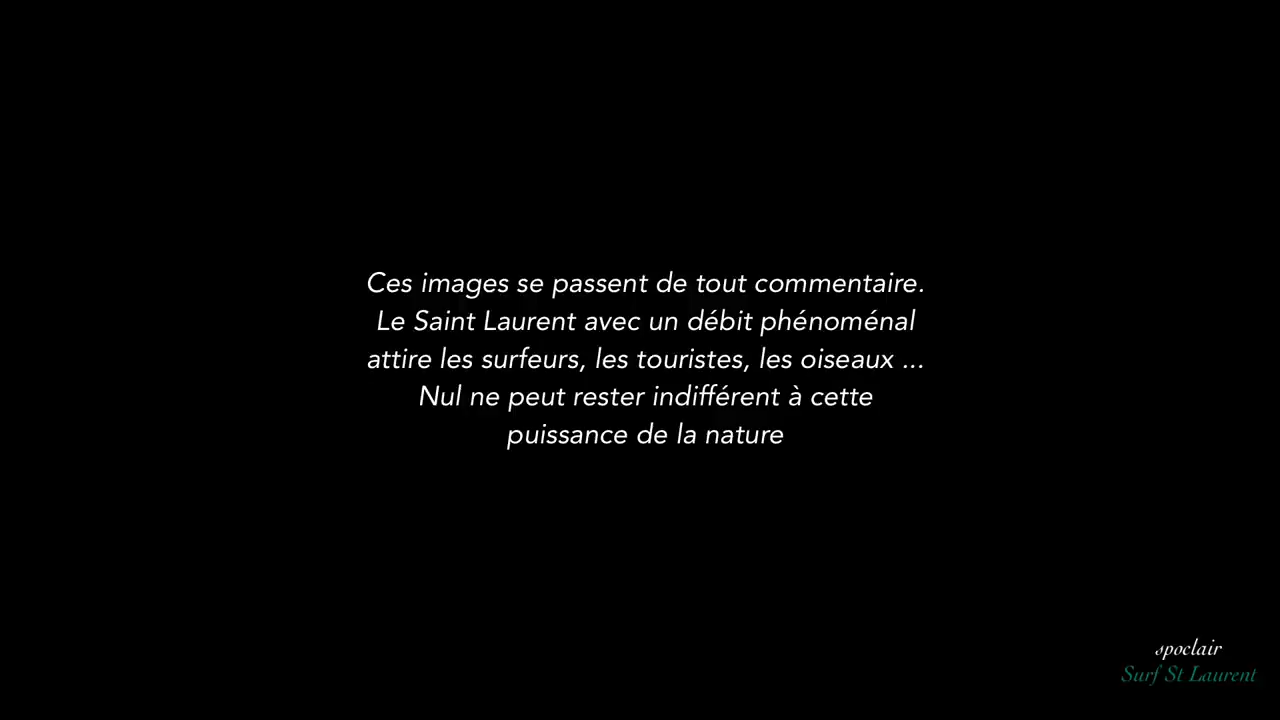 Ces images se passent de tout commentaire.
Le Saint Laurent avec un débit phénoménal
attire les surfeurs, les touristes, les oiseaux ...
Nul ne peut rester indifférent à cette
puissance de la nature
spoclair
Surf St Laurent